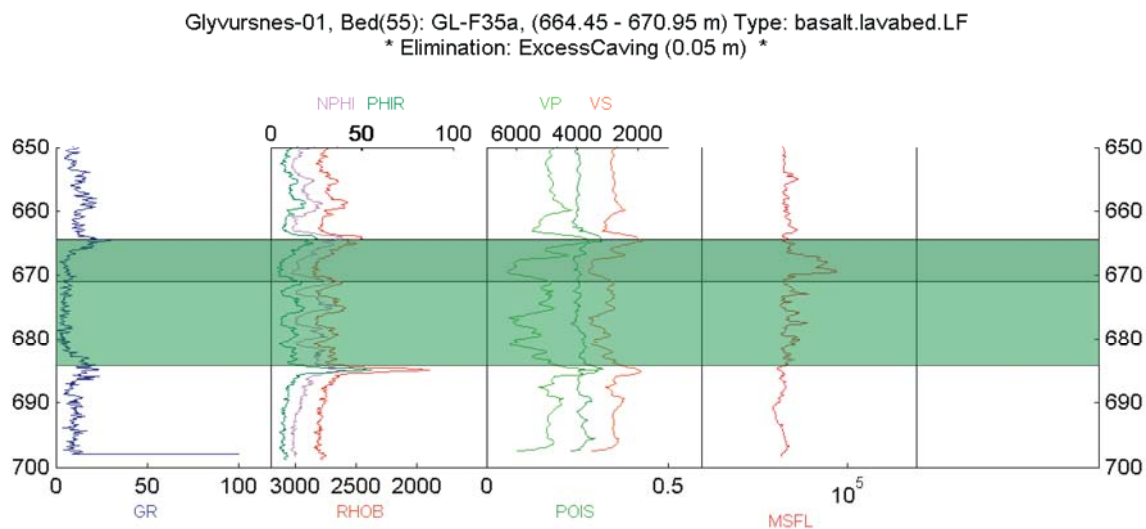 Glyvursnes-01, Bed(55): GL-F35a, (664.45 - 670.95 m) Type: basalt.lavabed.LF
* Elimination: ExcessCaving (0.05 m) *
NPHI PHIR VP VS
0 50 100 6000 4000 2000
650 650
660 660
670 670
680 680
690 690
700 700
0 50 100 3000 2500 2000 0 0.5 10^5
GR RHOB POIS MSFL